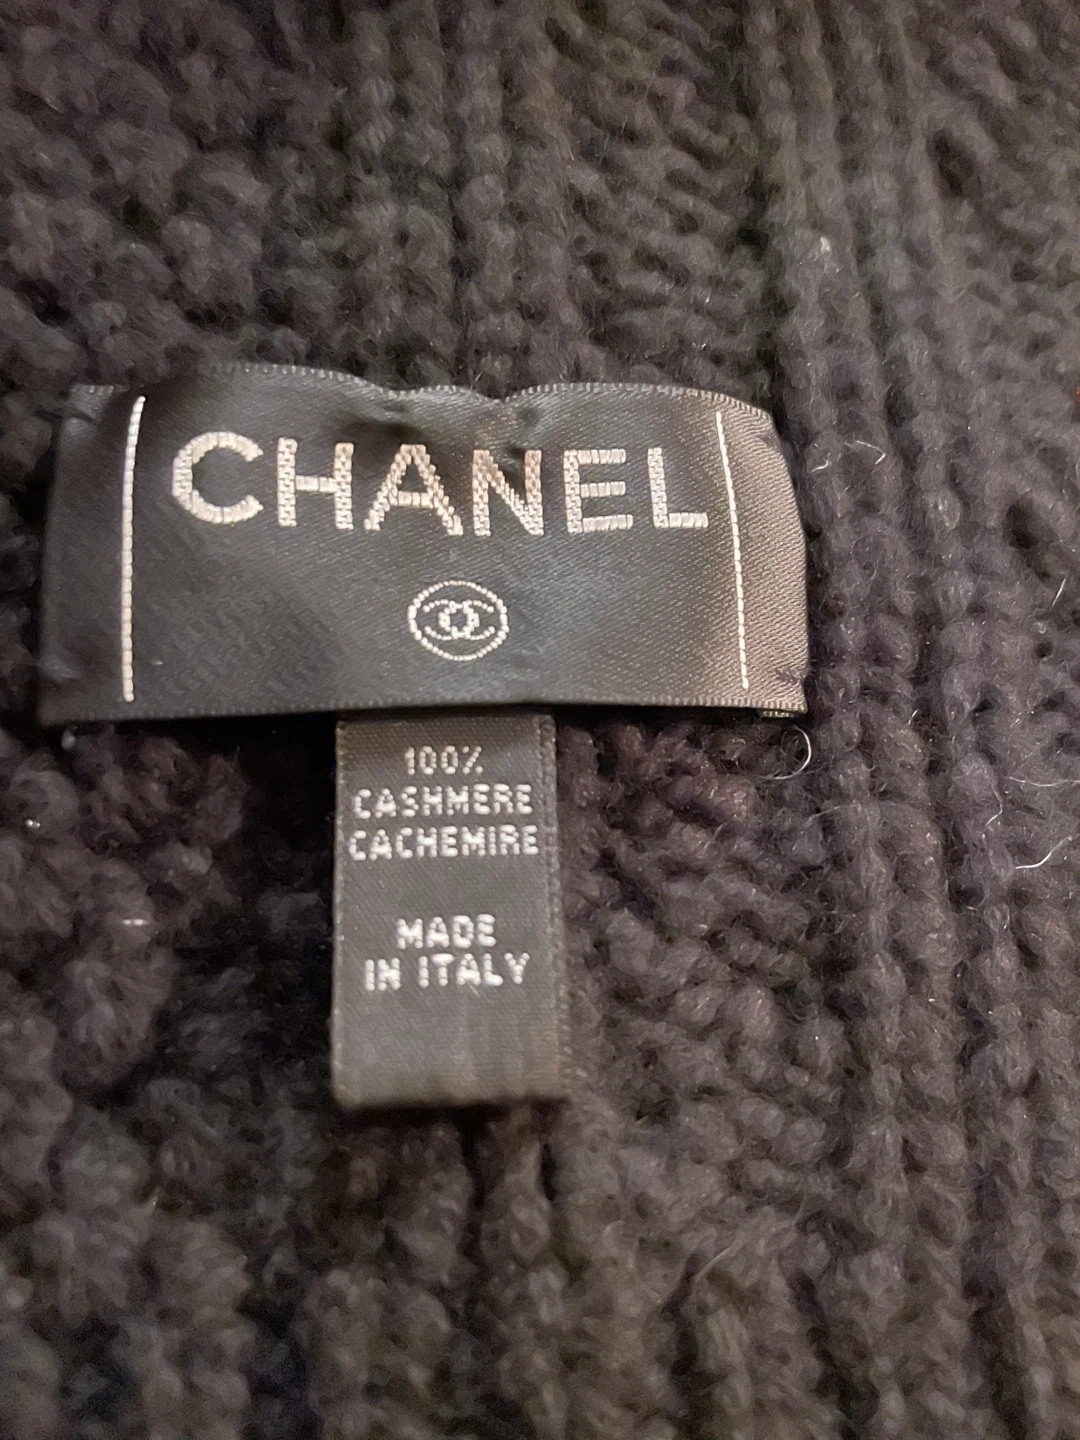 CHANEL
100%
CASHMERE
CACHEMIRE
MADE
IN ITALY